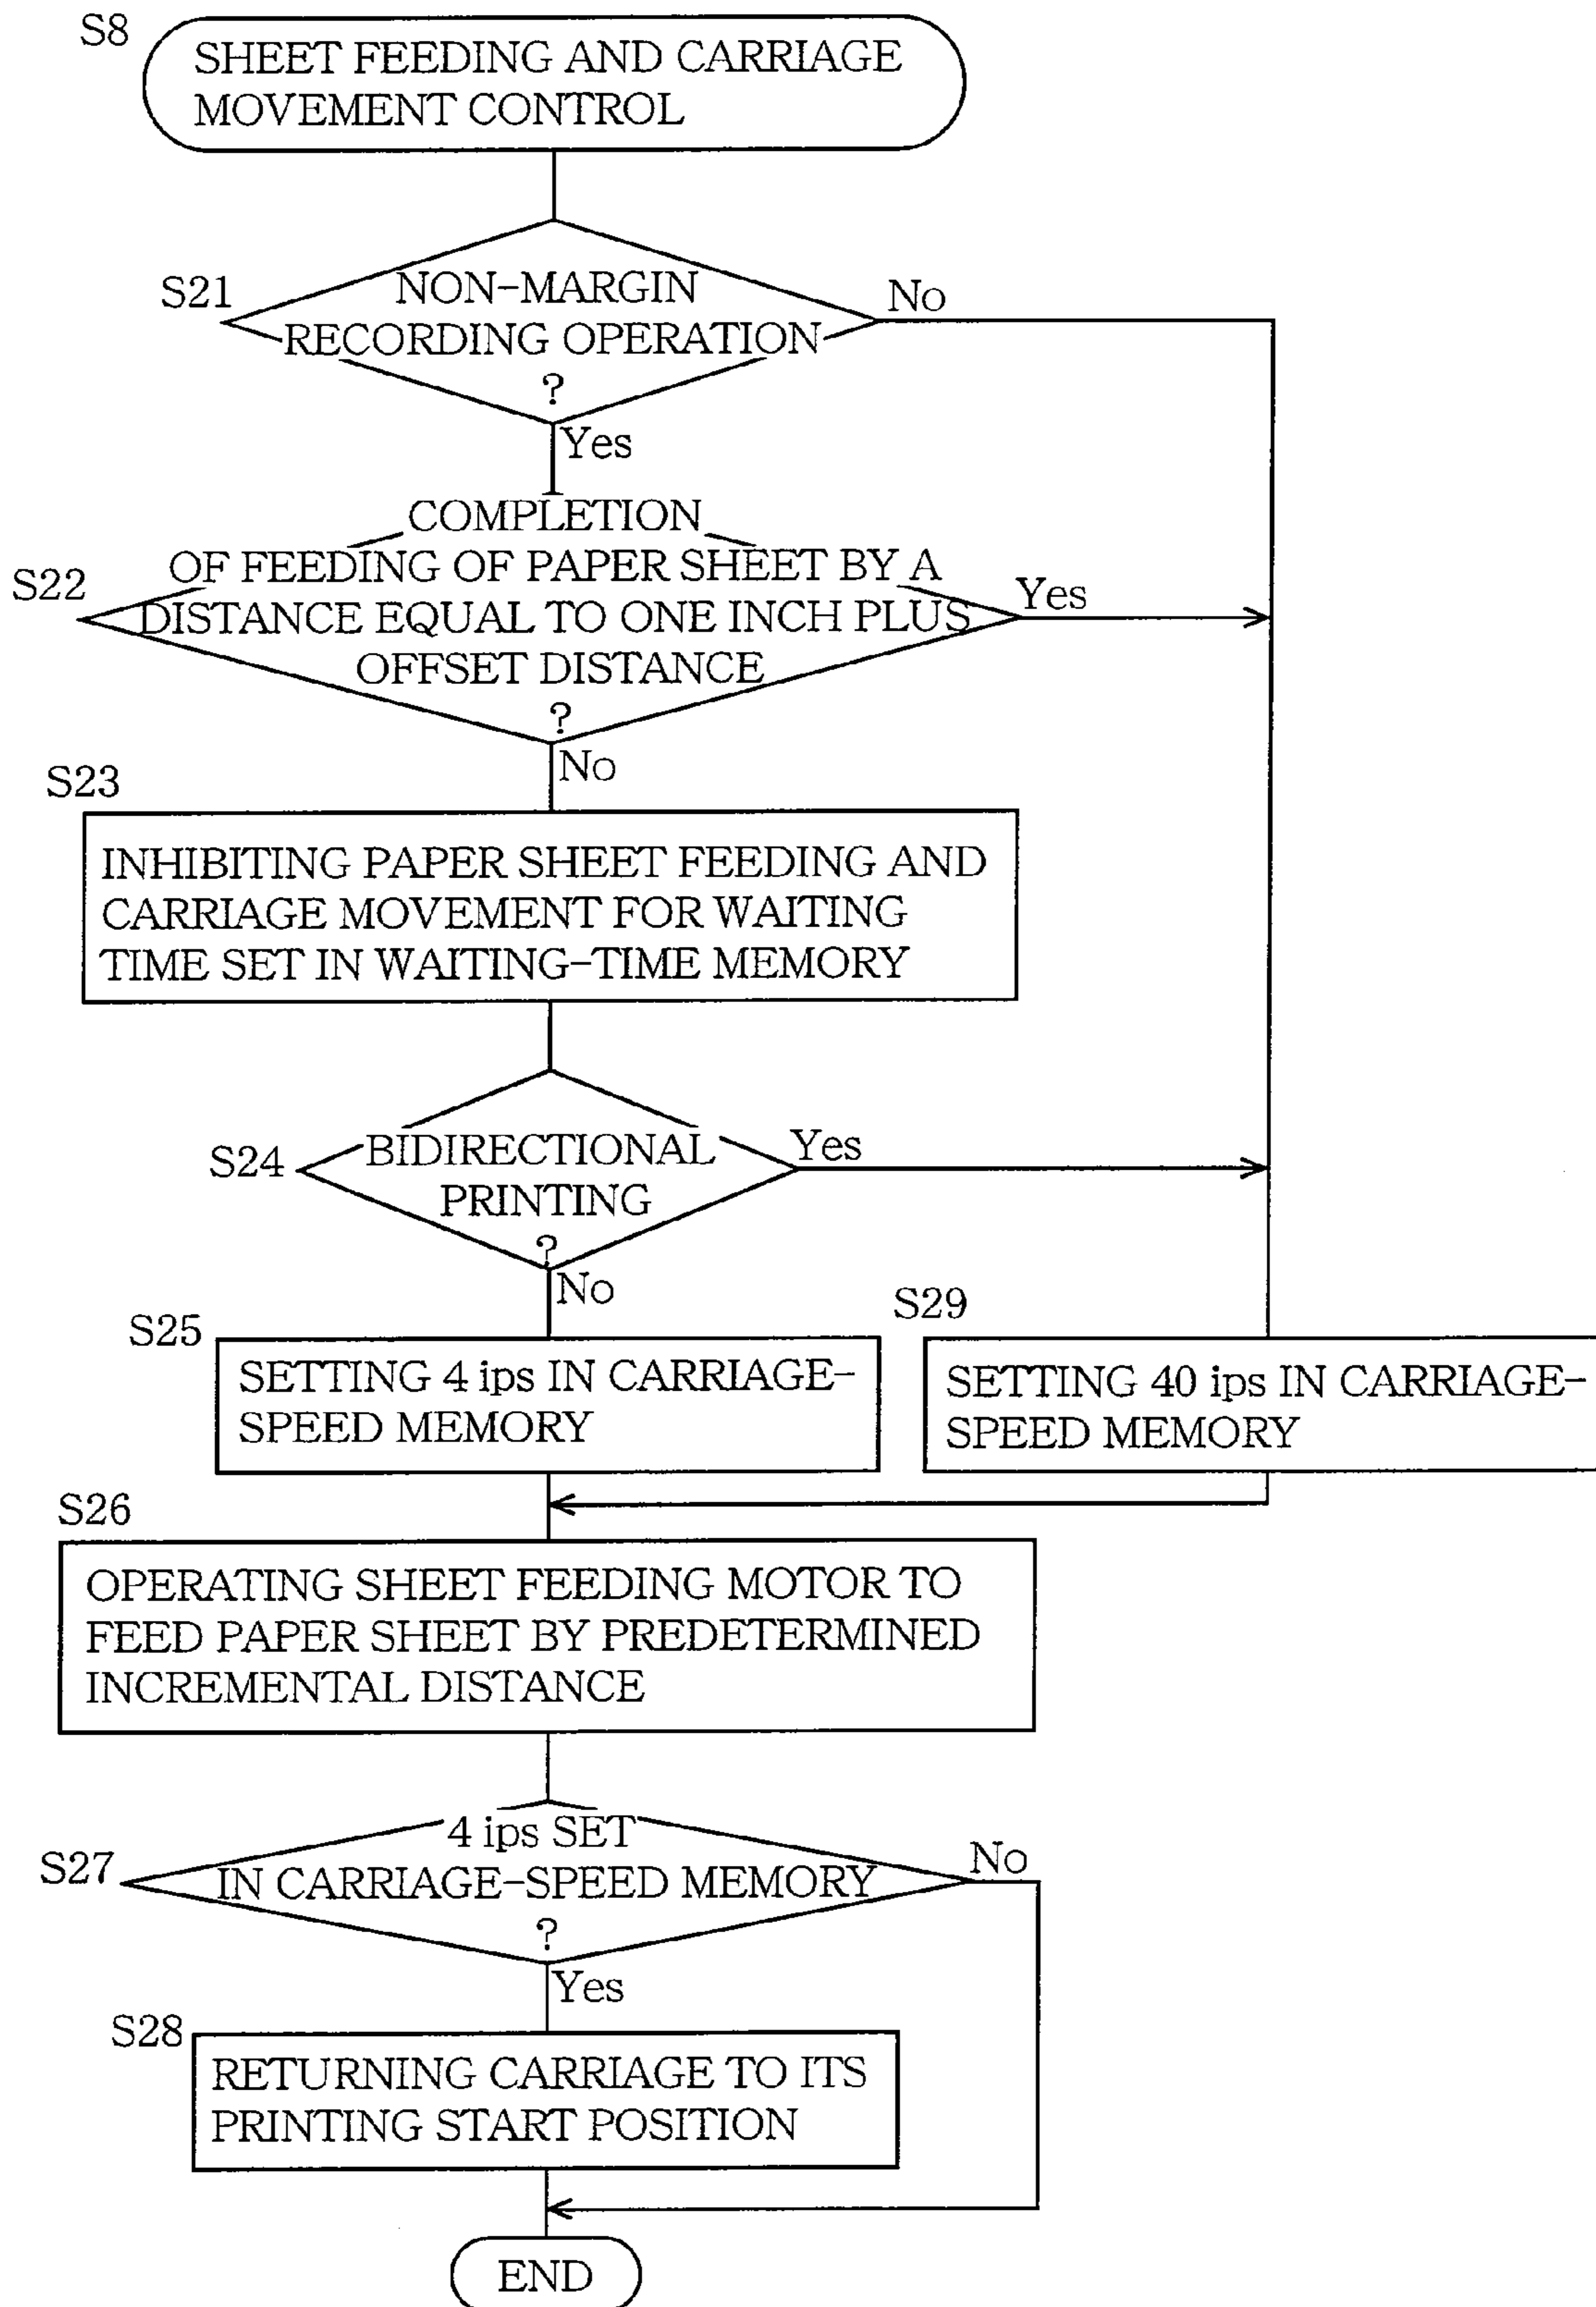 S8
SHEET FEEDING AND CARRIAGE
MOVEMENT CONTROL
S21
NON-MARGIN
RECORDING OPERATION
?
No
Yes
S22
COMPLETION
OF FEEDING OF PAPER SHEET BY A
DISTANCE EQUAL TO ONE INCH PLUS
OFFSET DISTANCE
?
Yes
No
S23
INHIBITING PAPER SHEET FEEDING AND
CARRIAGE MOVEMENT FOR WAITING
TIME SET IN WAITING-TIME MEMORY
S24
BIDIRECTIONAL
PRINTING
?
Yes
No
S25
SETTING 4 ips IN CARRIAGE-
SPEED MEMORY
S29
SETTING 40 ips IN CARRIAGE-
SPEED MEMORY
S26
OPERATING SHEET FEEDING MOTOR TO
FEED PAPER SHEET BY PREDETERMINED
INCREMENTAL DISTANCE
S27
4 ips SET
IN CARRIAGE-SPEED MEMORY
?
No
Yes
S28
RETURNING CARRIAGE TO ITS
PRINTING START POSITION
END